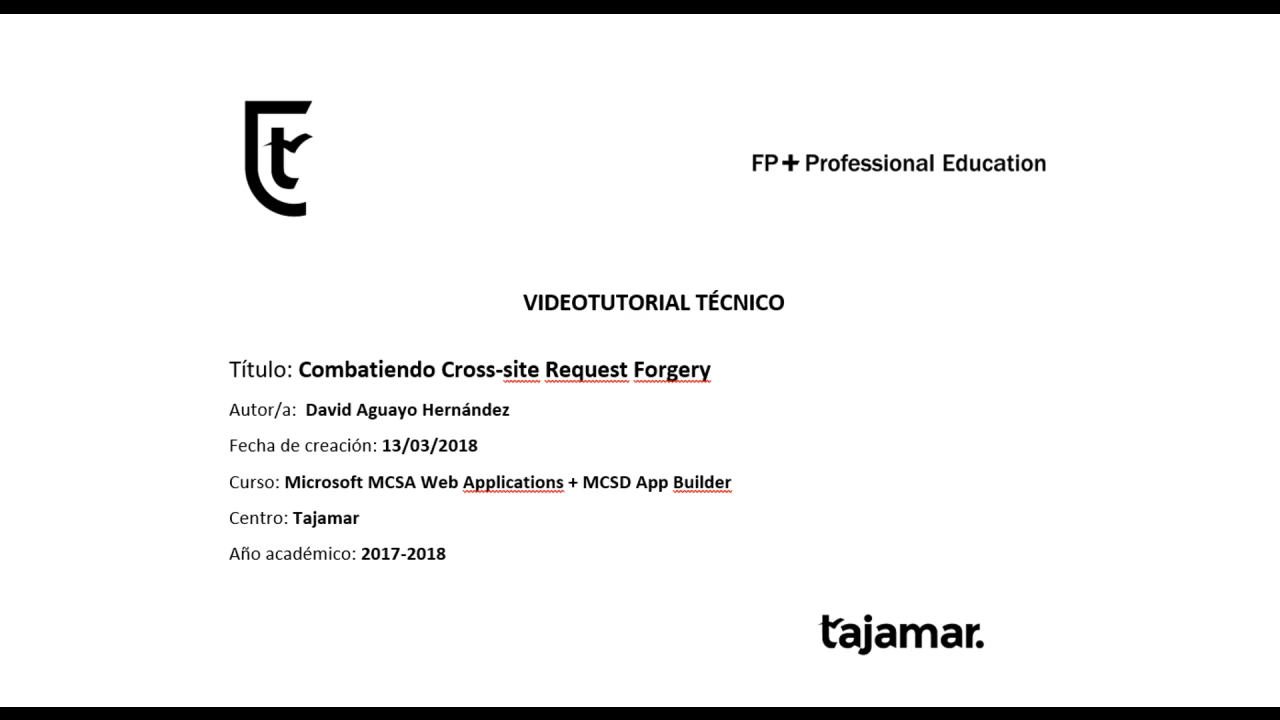 FP+ Professional Education
VIDEOTUTORIAL TÉCNICO
Título: Combatiendo Cross-site Request Forgery
Autor/a: David Aguayo Hernández
Fecha de creación: 13/03/2018
Curso: Microsoft MCSA Web Applications + MCSD App Builder
Centro: Tajamar
Año académico: 2017-2018
tajamar.